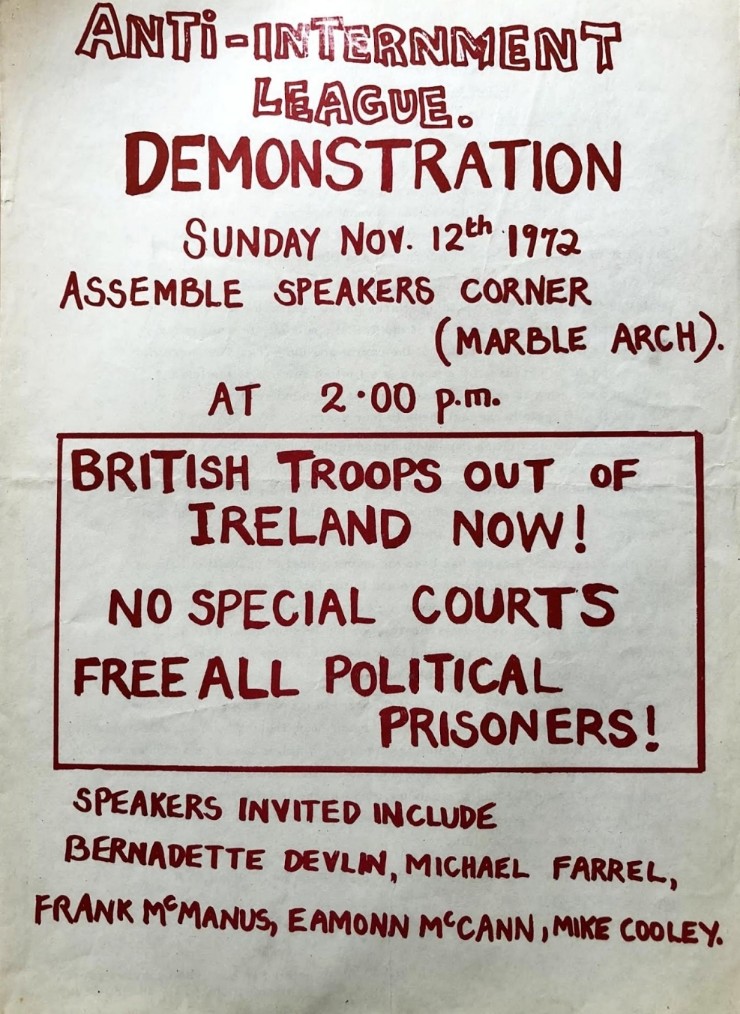 ANTi-INTERNMENT
LEAGUE.
DEMONSTRATION
SUNDAY NOV. 12th 1972
ASSEMBLE SPEAKERS CORNER
(MARBLE ARCH).
AT 2·00 p.m.
BRITISH TROOPS OUT OF
IRELAND NOW!
NO SPECIAL COURTS
FREE ALL POLITICAL
PRISONERS!
SPEAKERS INVITED INCLUDE
BERNADETTE DEVLIN, MICHAEL FARREL,
FRANK McMANUS, EAMONN McCANN, MIKE COOLEY.